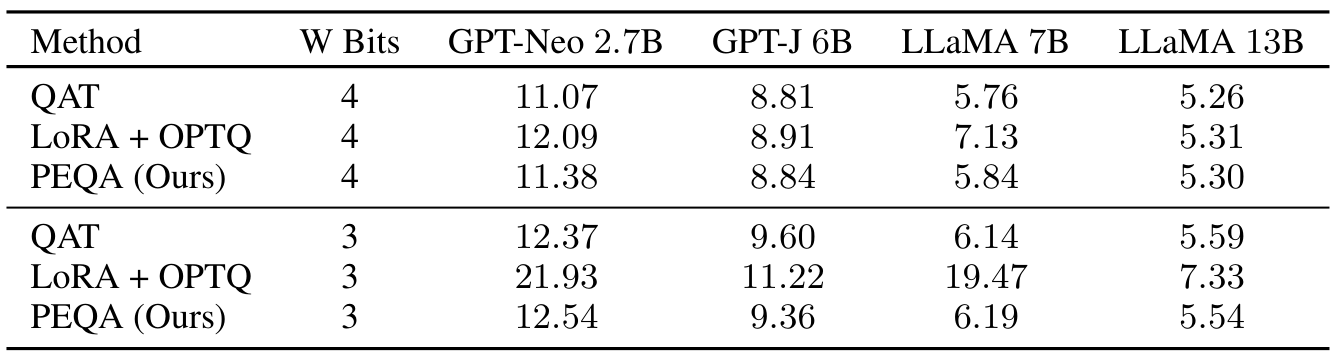 Method W Bits GPT-Neo 2.7B GPT-J 6B LLaMA 7B LLaMA 13B
QAT 4 11.07 8.81 5.76 5.26
LoRA + OPTQ 4 12.09 8.91 7.13 5.31
PEQA (Ours) 4 11.38 8.84 5.84 5.30
QAT 3 12.37 9.60 6.14 5.59
LoRA + OPTQ 3 21.93 11.22 19.47 7.33
PEQA (Ours) 3 12.54 9.36 6.19 5.54